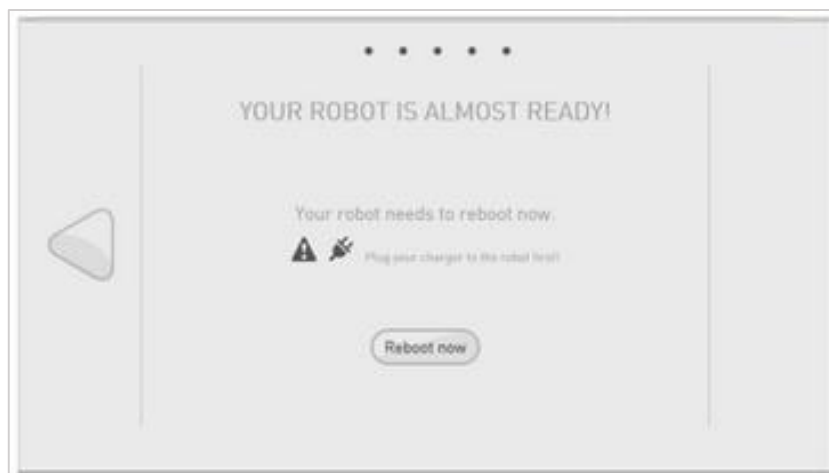 YOUR ROBOT IS ALMOST READY!
Your robot needs to reboot now.
Plug your charger to the robot first!
Reboot now